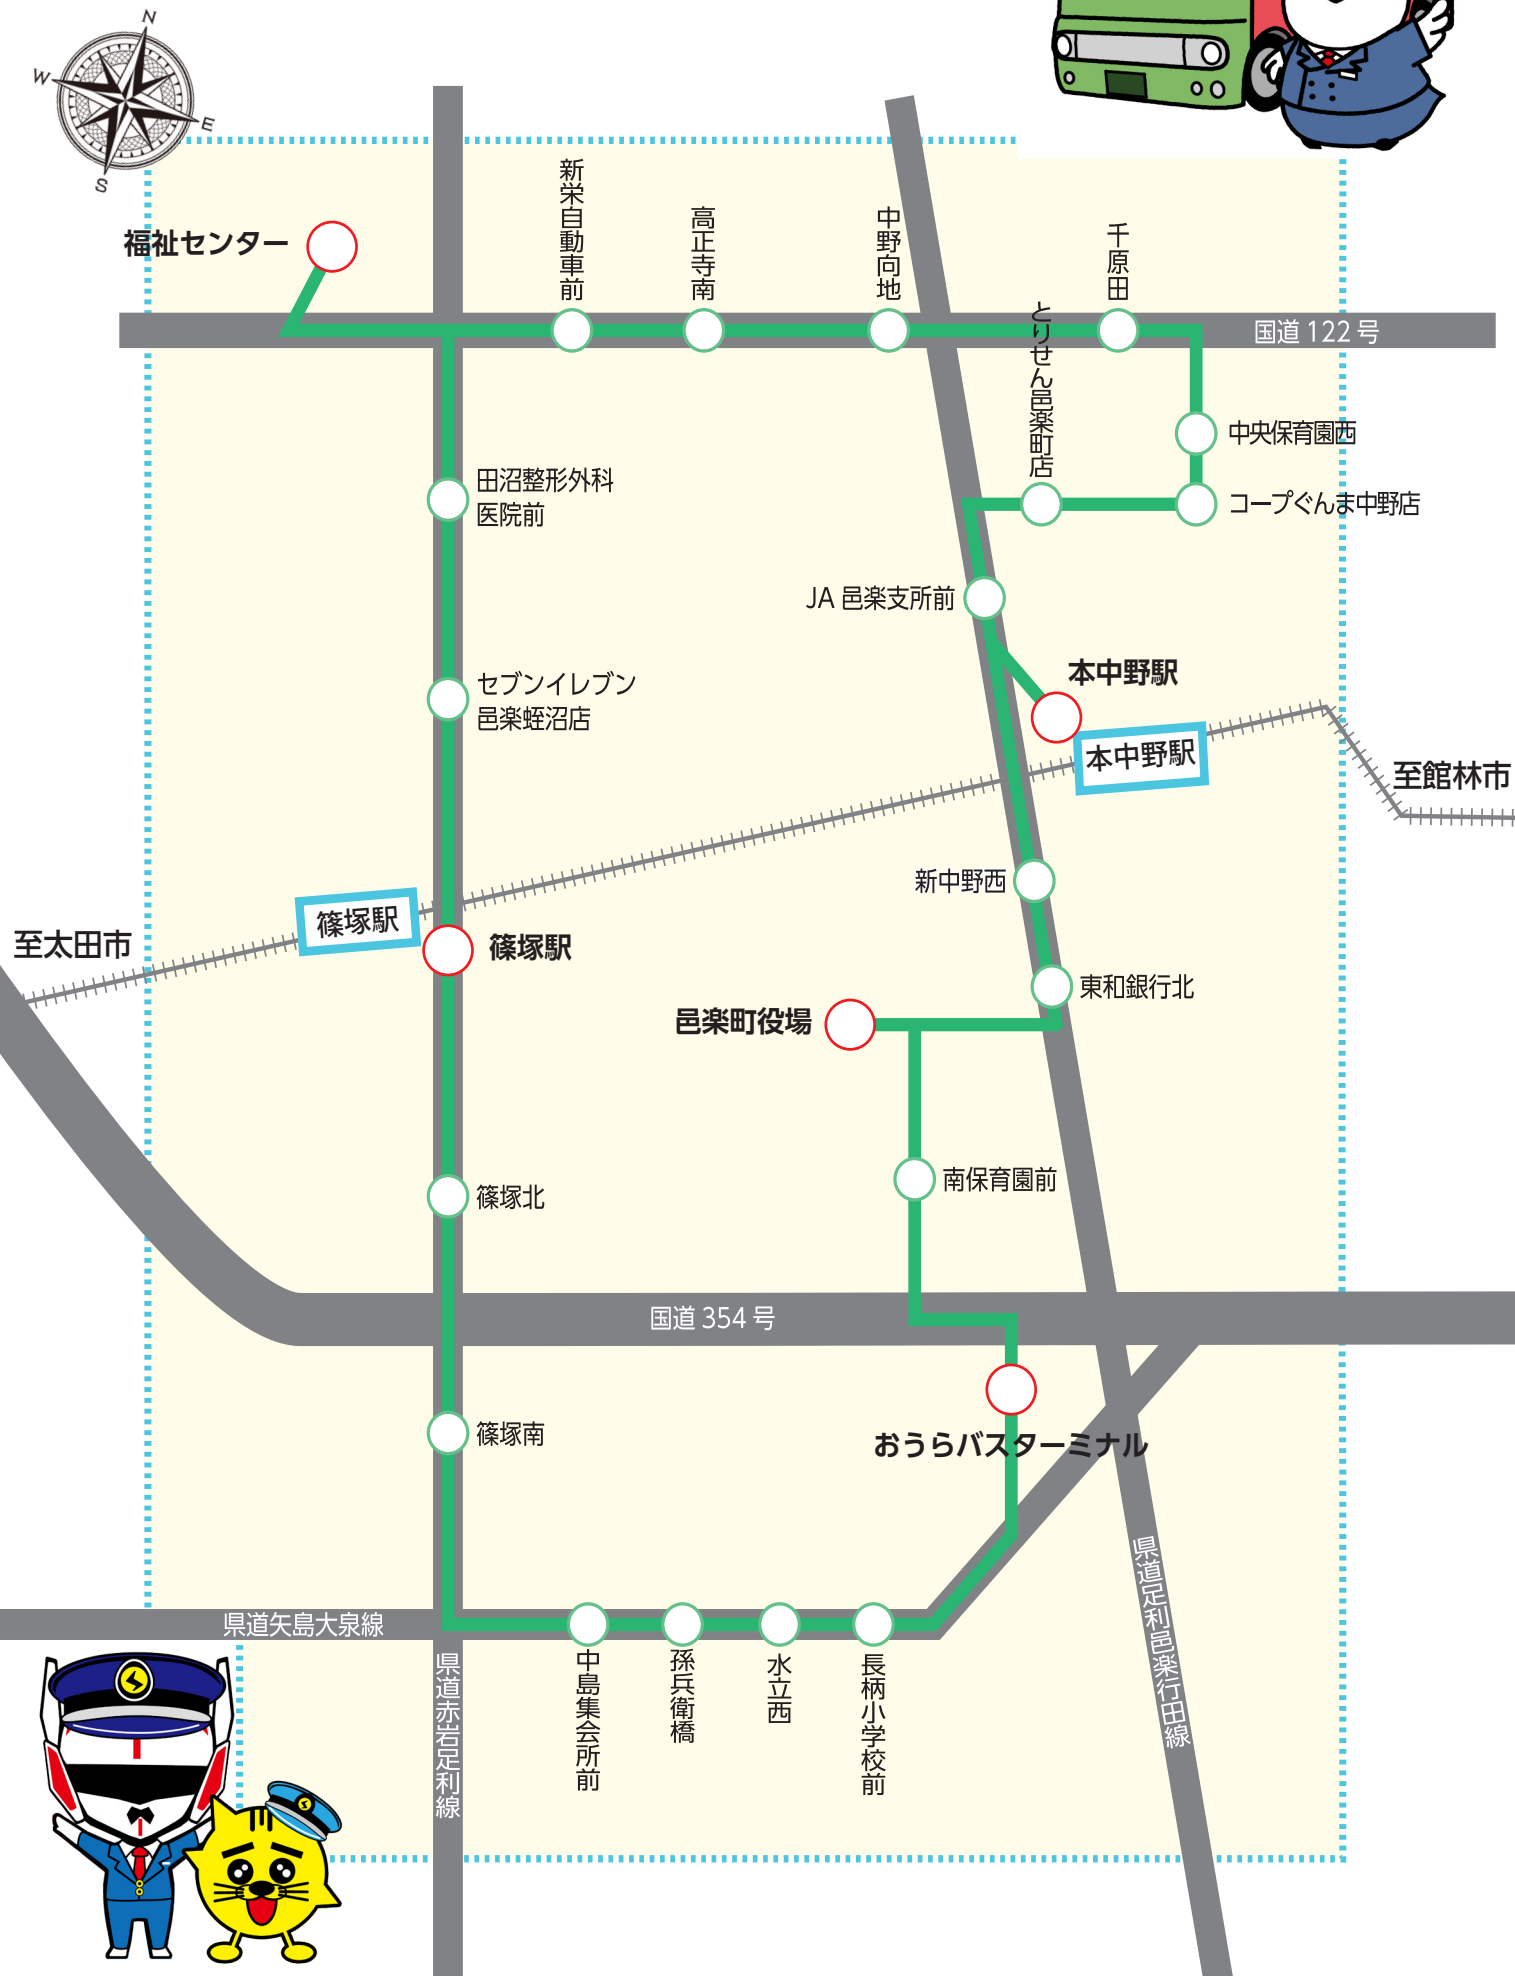 N
W
E
S
福祉センター
新栄自動車前
高正寺南
中野向地
千原田
国道 122 号
とりせん邑楽町店
中央保育園西
コープぐんま中野店
田沼整形外科
医院前
JA 邑楽支所前
本中野駅
セブンイレブン
邑楽蛭沼店
本中野駅
至館林市
新中野西
篠塚駅
篠塚駅
至太田市
東和銀行北
邑楽町役場
南保育園前
篠塚北
国道 354 号
篠塚南
おうらバスターミナル
県道矢島大泉線
県道足利邑楽行田線
県道赤岩足利線
中島集会所前
孫兵衛橋
水立西
長柄小学校前